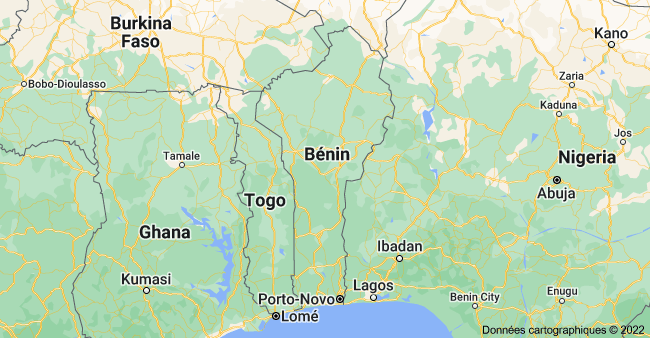 Burkina
Faso
Kano
Zaria
Bobo-Dioulasso
Kaduna
Jos
Tamale
Bénin
Nigeria
Abuja
Togo
Ghana
Ibadan
Kumasi
Lagos
Enugu
Porto-Novo
Benin City
Lomé
Données cartographiques © 2022